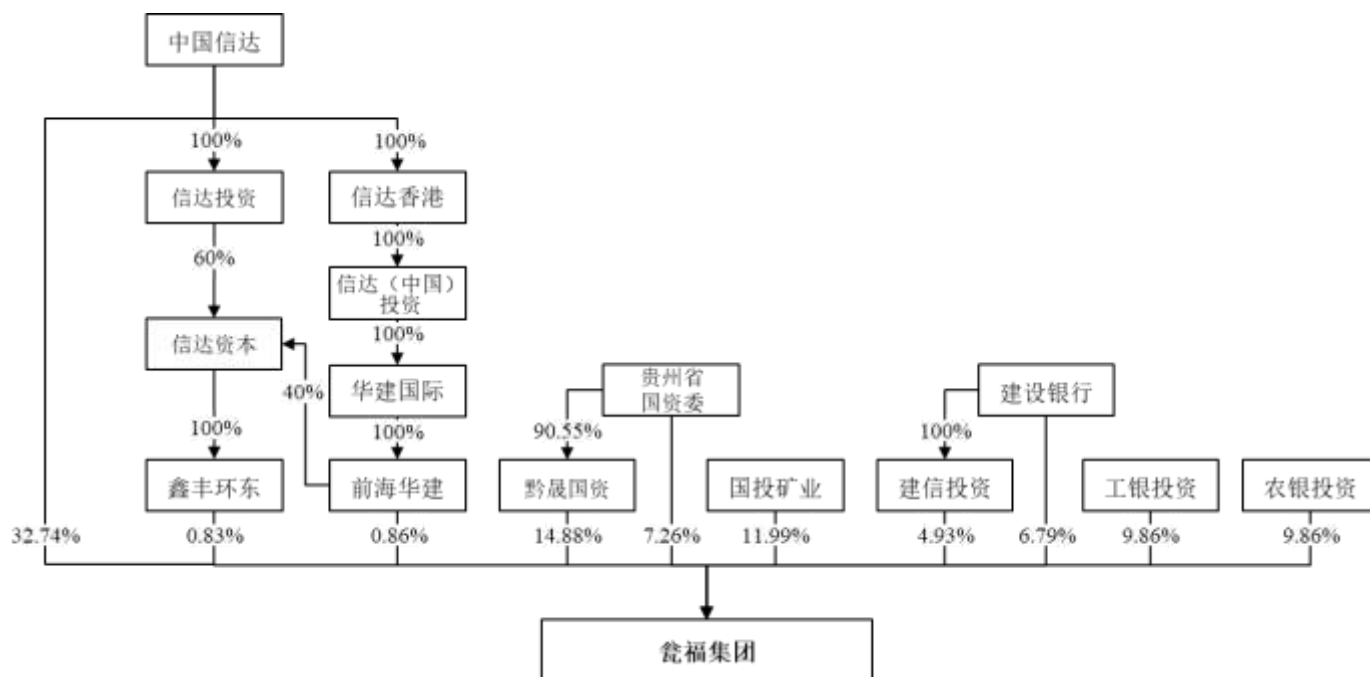 中国信达
100%
100%
信达投资
信达香港
100%
60%
信达（中国）
投资
信达资本
100%
贵州省
国资委
建设银行
华建国际
40%
100%
100%
90.55%
100%
鑫丰环东
前海华建
黔晟国资
国投矿业
建信投资
工银投资
农银投资
32.74%
0.83%
0.86%
14.88%
7.26%
11.99%
4.93%
6.79%
9.86%
9.86%
瓮福集团